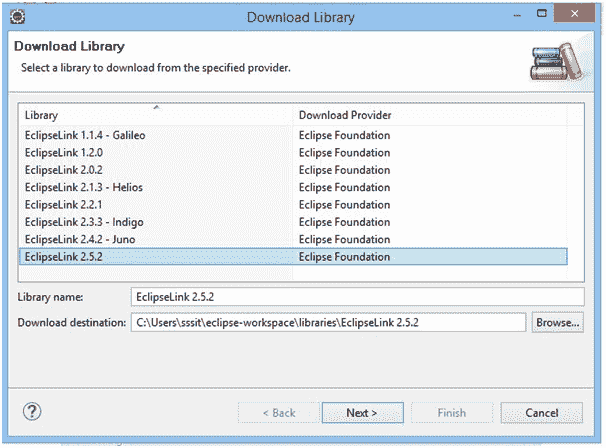 Download Library
Download Library
Select a library to download from the specified provider.
Library Download Provider
EclipseLink 1.1.4 - Galileo Eclipse Foundation
EclipseLink 1.2.0 Eclipse Foundation
EclipseLink 2.0.2 Eclipse Foundation
EclipseLink 2.1.3 - Helios Eclipse Foundation
EclipseLink 2.2.1 Eclipse Foundation
EclipseLink 2.3.3 - Indigo Eclipse Foundation
EclipseLink 2.4.2 - Juno Eclipse Foundation
EclipseLink 2.5.2 Eclipse Foundation
Library name: EclipseLink 2.5.2
Download destination: C:\Users\sssit\eclipse-workspace\libraries\EclipseLink 2.5.2 Browse...
? < Back Next > Finish Cancel